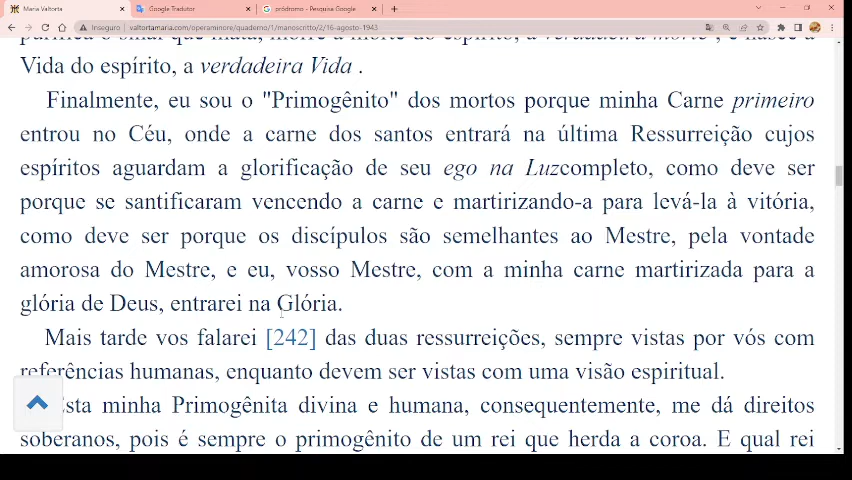 Maria Valtorta
Google Tradutor
pródromo - Pesquisa Google
Inseguro | valtortamaria.com/operaminore/quaderno/1/manoscritto/2/16-agosto-1943
Vida do espírito, a verdadeira Vida .
Finalmente, eu sou o "Primogênito" dos mortos porque minha Carne primeiro
entrou no Céu, onde a carne dos santos entrará na última Ressurreição cujos
espíritos aguardam a glorificação de seu ego na Luzcompleto, como deve ser
porque se santificaram vencendo a carne e martirizando-a para levá-la à vitória,
como deve ser porque os discípulos são semelhantes ao Mestre, pela vontade
amorosa do Mestre, e eu, vosso Mestre, com a minha carne martirizada para a
glória de Deus, entrarei na Glória.
Mais tarde vos falarei [242] das duas ressurreições, sempre vistas por vós com
referências humanas, enquanto devem ser vistas com uma visão espiritual.
Esta minha Primogênita divina e humana, consequentemente, me dá direitos
soberanos, pois é sempre o primogênito de um rei que herda a coroa. E qual rei